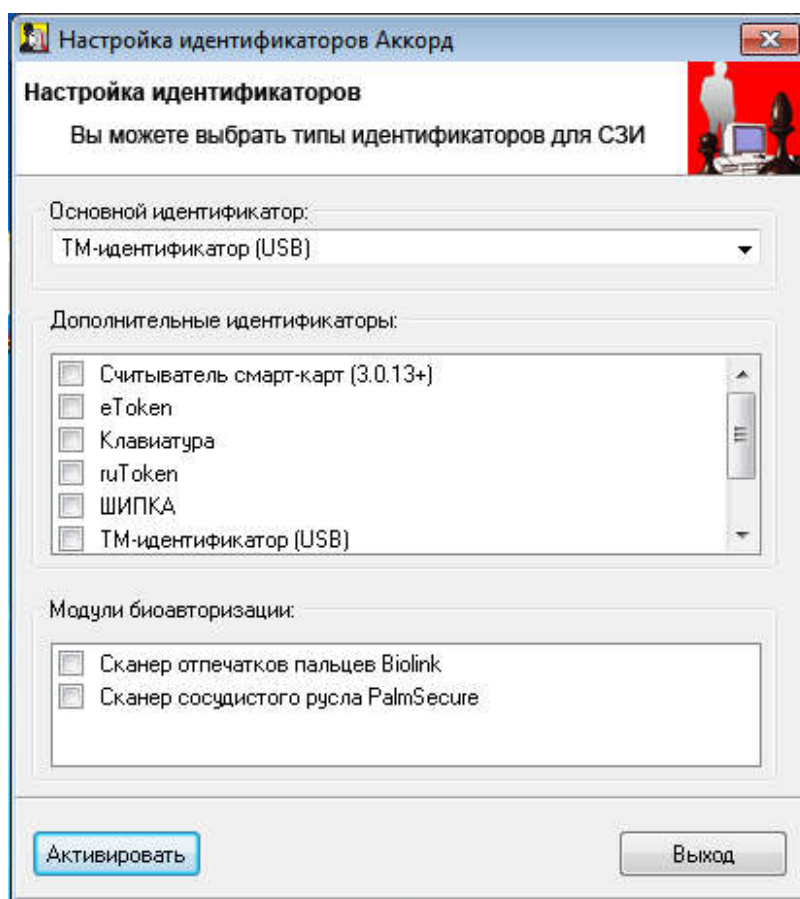 Настройка идентификаторов Аккорд
Настройка идентификаторов
Вы можете выбрать типы идентификаторов для СЗИ
Основной идентификатор:
ТМ-идентификатор (USB)
Дополнительные идентификаторы:
Считыватель смарт-карт (3.0.13+)
eToken
Клавиатура
ruToken
ШИПКА
ТМ-идентификатор (USB)
Модули биоавторизации:
Сканер отпечатков пальцев Biolink
Сканер сосудистого русла PalmSecure
Активировать
Выход